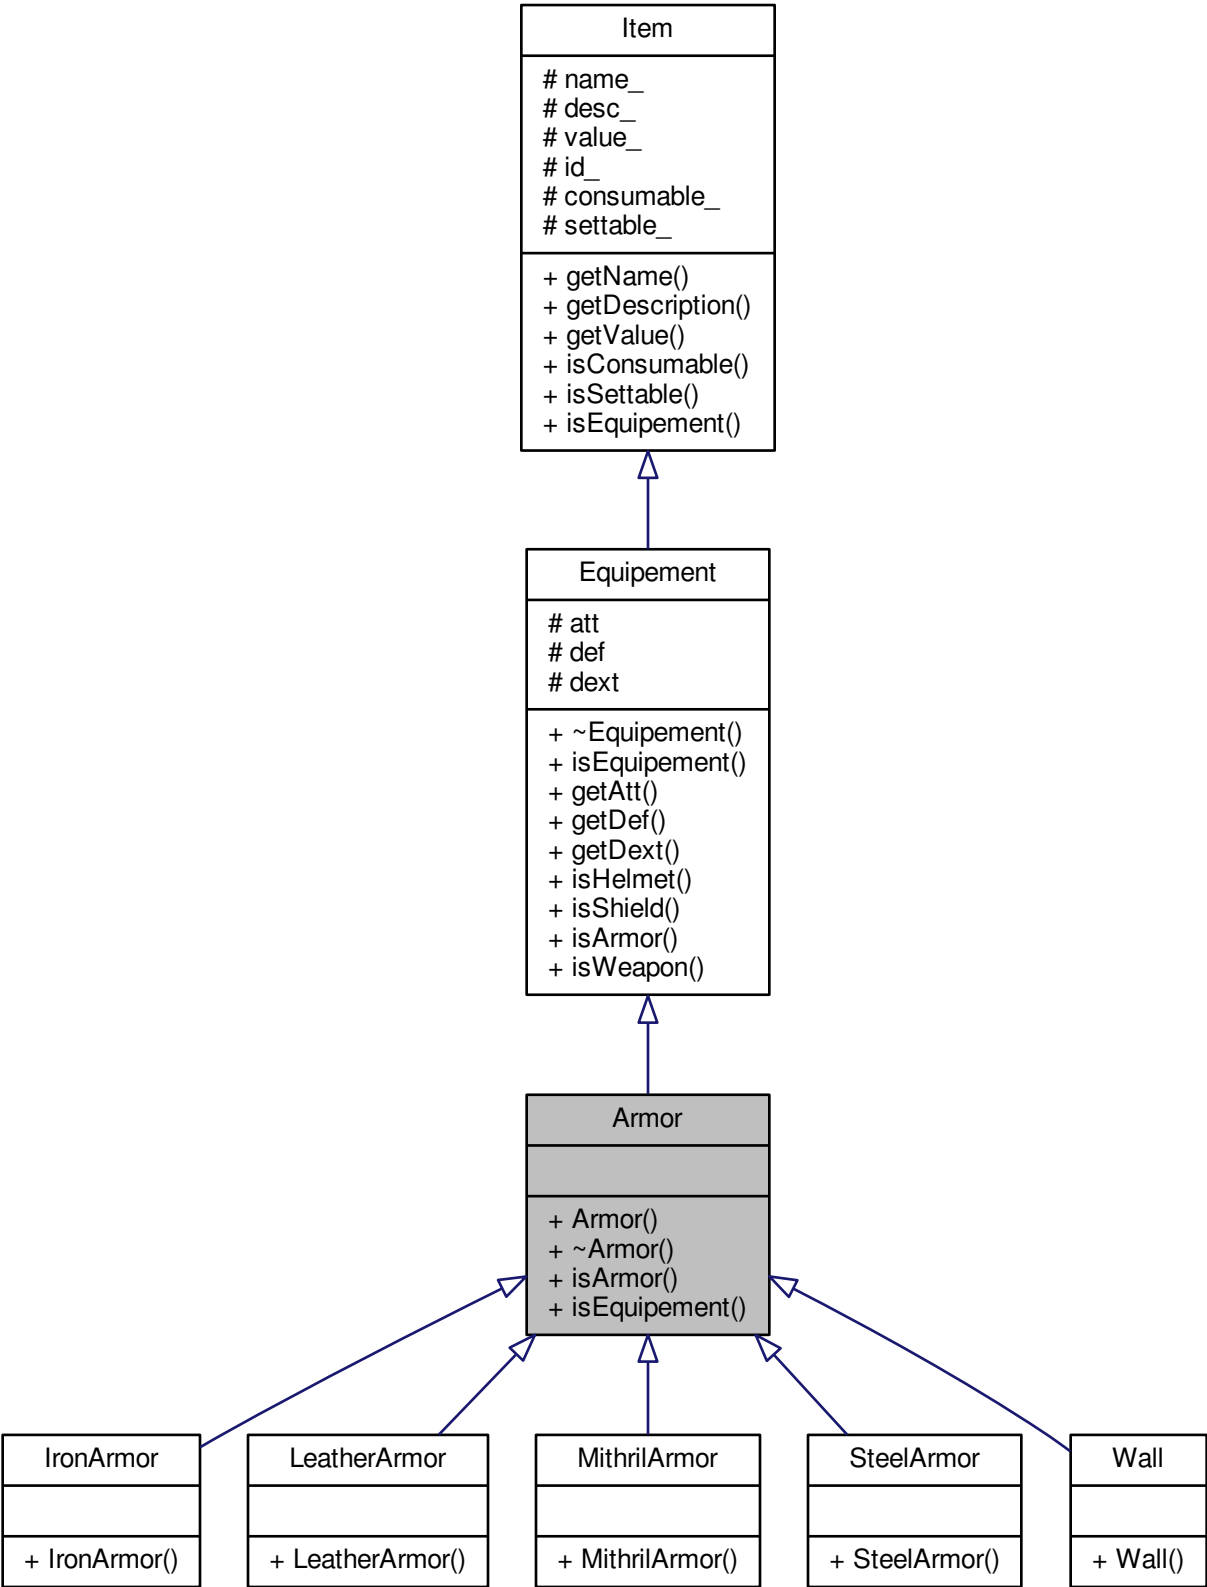 Item
# name_
# desc_
# value_
# id_
# consumable_
# settable_
+ getName()
+ getDescription()
+ getValue()
+ isConsumable()
+ isSettable()
+ isEquipement()
Equipement
# att
# def
# dext
+ ~Equipement()
+ isEquipement()
+ getAtt()
+ getDef()
+ getDext()
+ isHelmet()
+ isShield()
+ isArmor()
+ isWeapon()
Armor
+ Armor()
+ ~Armor()
+ isArmor()
+ isEquipement()
IronArmor
+ IronArmor()
LeatherArmor
+ LeatherArmor()
MithrilArmor
+ MithrilArmor()
SteelArmor
+ SteelArmor()
Wall
+ Wall()